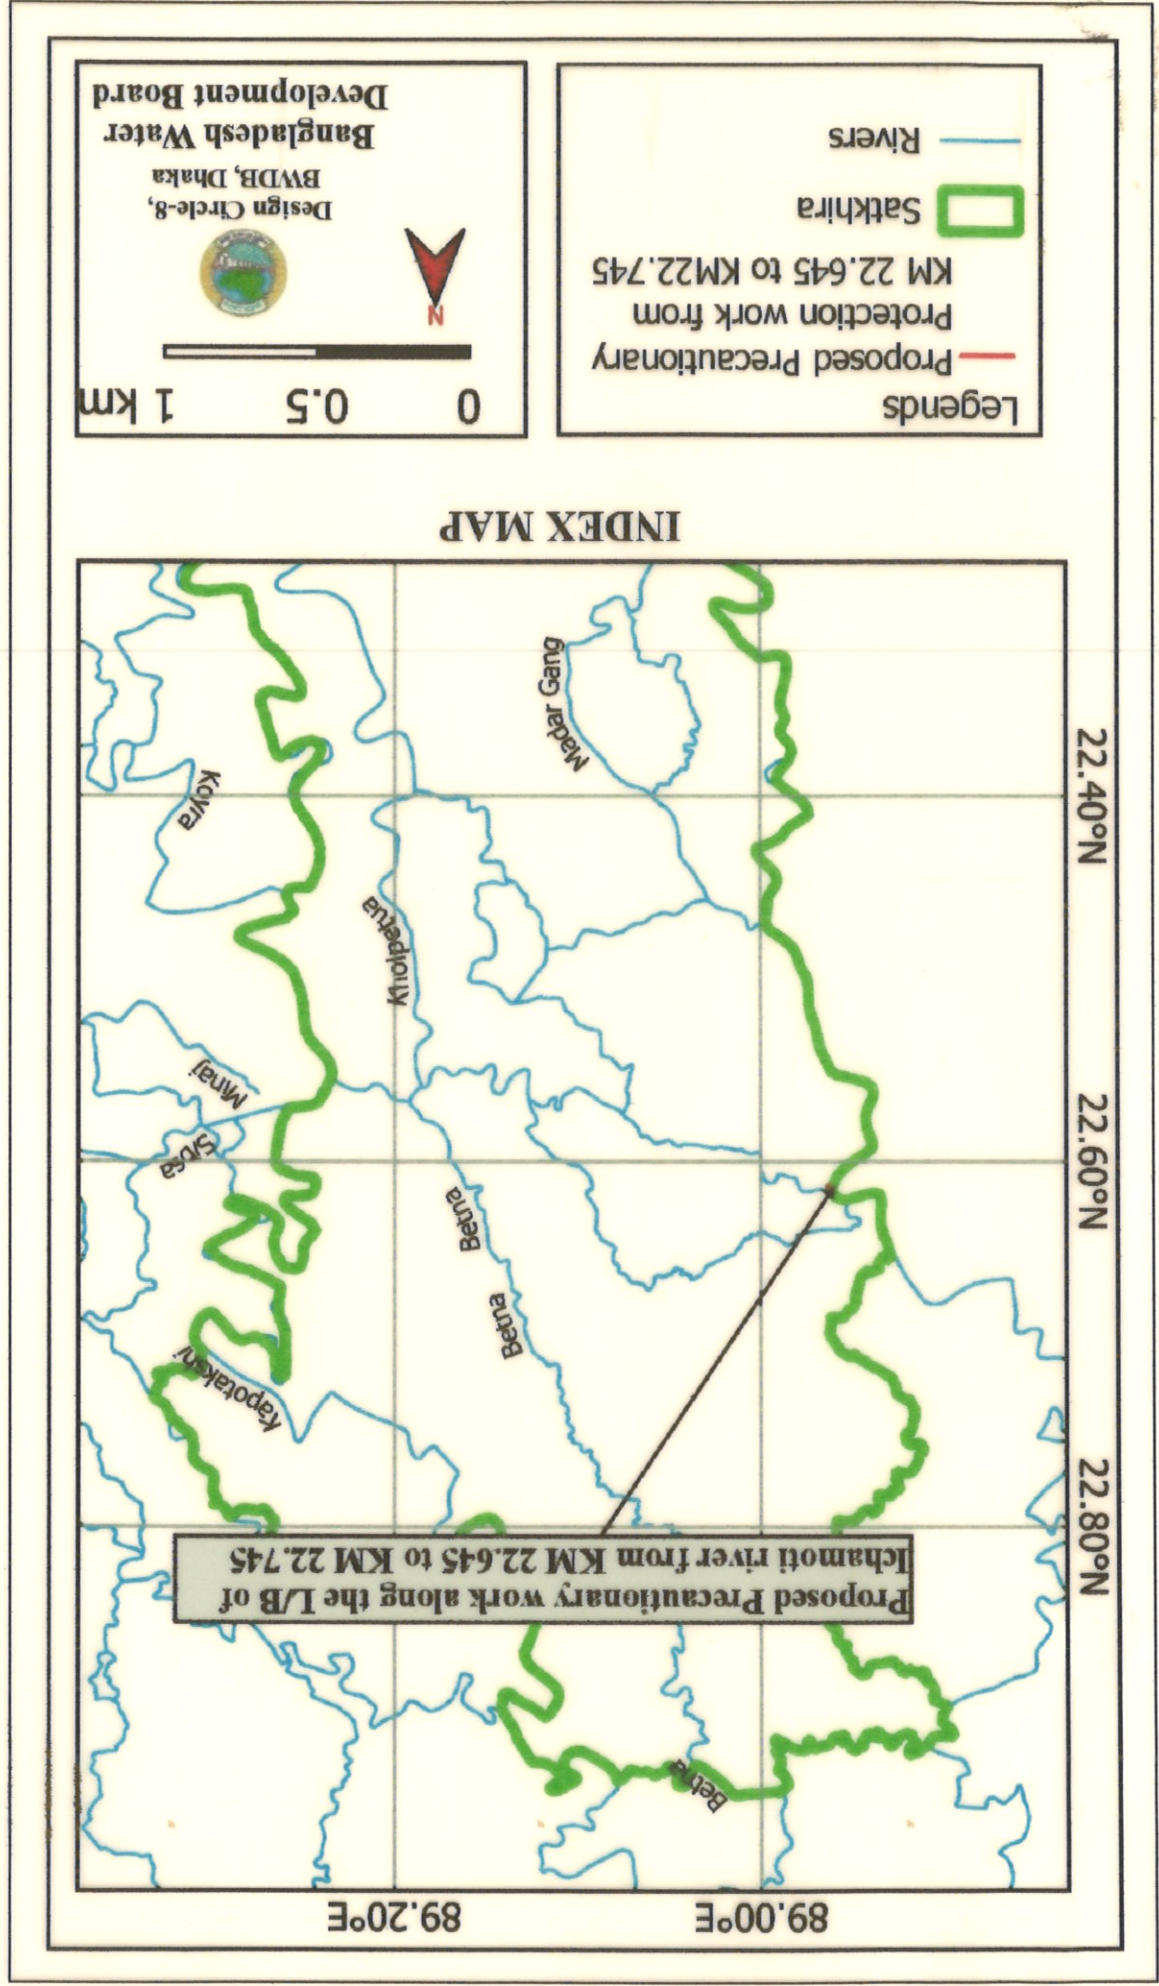 89.00°E
89.20°E
Betna
Proposed Precautionary work along the L/B of
Ichamoti river from KM 22.645 to KM 22.745
22.80°N
Kapotakshi
Betna
Betna
22.60°N
Sibsa
Minaj
Kholpetua
22.40°N
Koyra
Madar Gang
INDEX MAP
Legends
Proposed Precautionary
Protection work from
KM 22.645 to KM22.745
Satkhira
Rivers
0
0.5
1 km
N
Design Circle-8,
BWDB, Dhaka
Bangladesh Water
Development Board